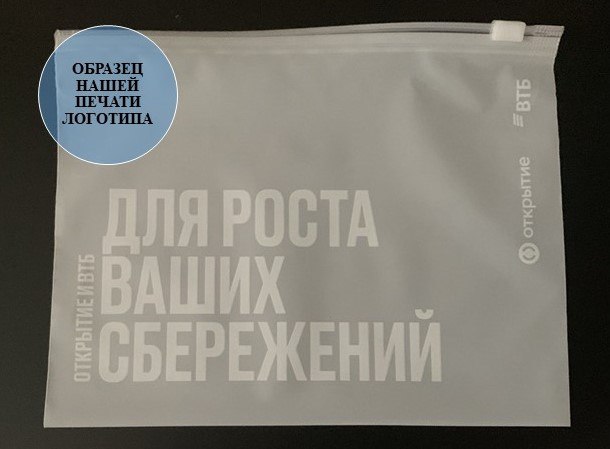 ОБРАЗЕЦ
НАШЕЙ
ПЕЧАТИ
ЛОГОТИПА
ВТБ
открытие
ОТКРЫТИЕ И ВТБ
ДЛЯ РОСТА
ВАШИХ
СБЕРЕЖЕНИЙ